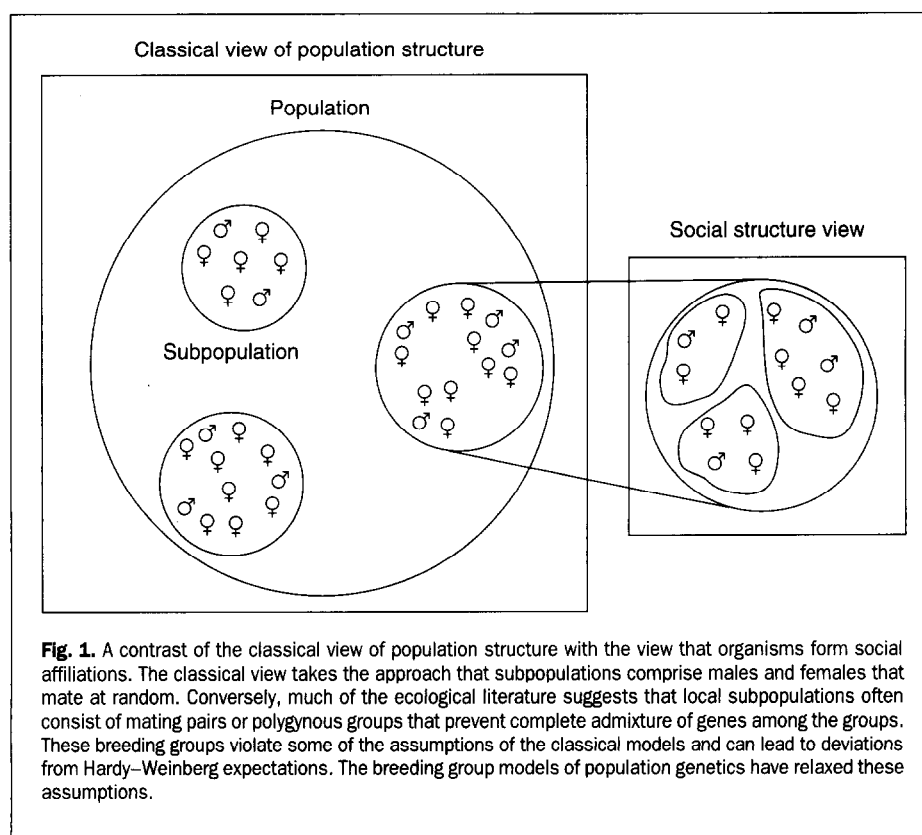 Classical view of population structure
Population
Social structure view
Subpopulation
Fig. 1. A contrast of the classical view of population structure with the view that organisms form social
affiliations. The classical view takes the approach that subpopulations comprise males and females that
mate at random. Conversely, much of the ecological literature suggests that local subpopulations often
consist of mating pairs or polygynous groups that prevent complete admixture of genes among the groups.
These breeding groups violate some of the assumptions of the classical models and can lead to deviations
from Hardy–Weinberg expectations. The breeding group models of population genetics have relaxed these
assumptions.